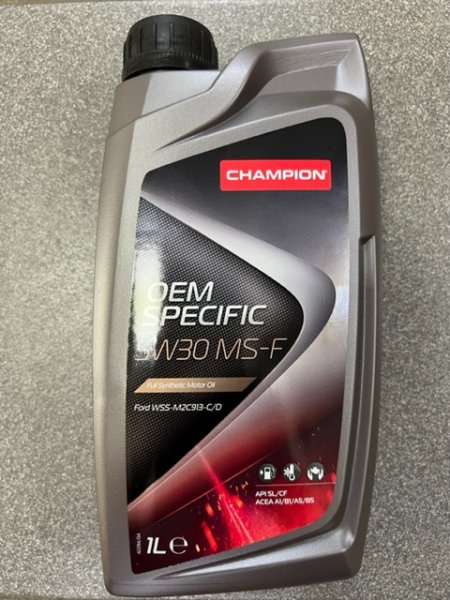 CHAMPION
OEM
SPECIFIC
5W30 MS-F
Full Synthetic Motor Oil
Ford WSS-M2C913-C/D
API SL/CF
ACEA A1/B1/A5/B5
1L e